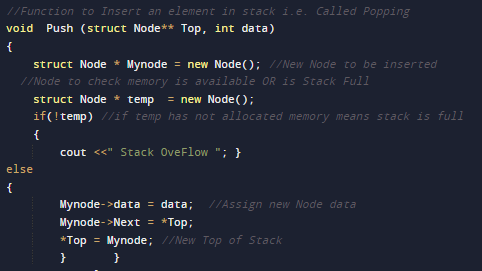 //Function to Insert an element in stack i.e. Called Popping
void  Push (struct Node** Top, int data)
{
    struct Node * Mynode = new Node(); //New Node to be inserted
  //Node to check memory is available OR is Stack Full
    struct Node * temp  = new Node();
    if(!temp) //if temp has not allocated memory means stack is full
    {
        cout <<" Stack OveFlow "; }
else
{
        Mynode->data = data;  //Assign new Node data
        Mynode->Next = *Top;
        *Top = Mynode; //New Top of Stack
        }       }